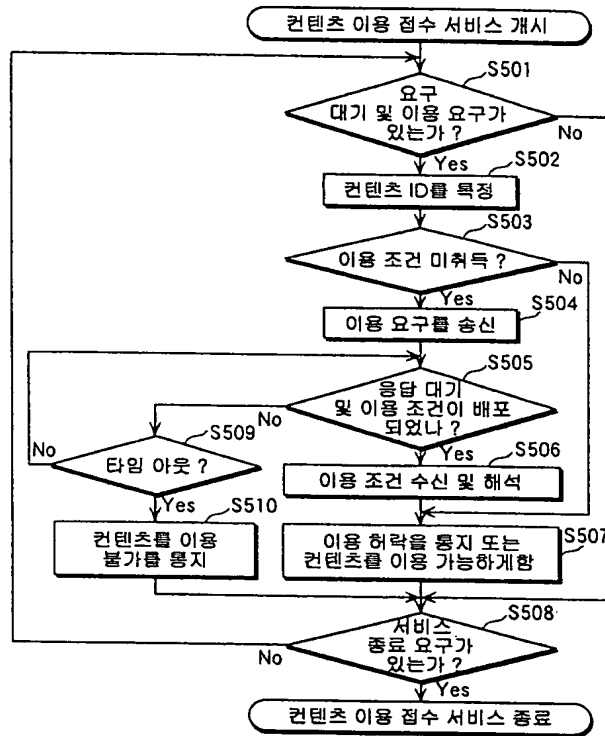 컨텐츠 이용 접수 서비스 개시
S501
요구
대기 및 이용 요구가
있는가 ?
No
Yes
S502
컨텐츠 ID를 특정
S503
이용 조건 미취득 ?
No
Yes
S504
이용 요구를 송신
S505
응답 대기
및 이용 조건이 배포
되었나 ?
No
Yes
S509
No
타임 아웃 ?
S506
이용 조건 수신 및 해석
Yes
S510
컨텐츠를 이용
불가를 통지
S507
이용 허락을 통지 또는
컨텐츠를 이용 가능하게함
S508
서비스
종료 요구가
있는가 ?
No
Yes
컨텐츠 이용 접수 서비스 종료